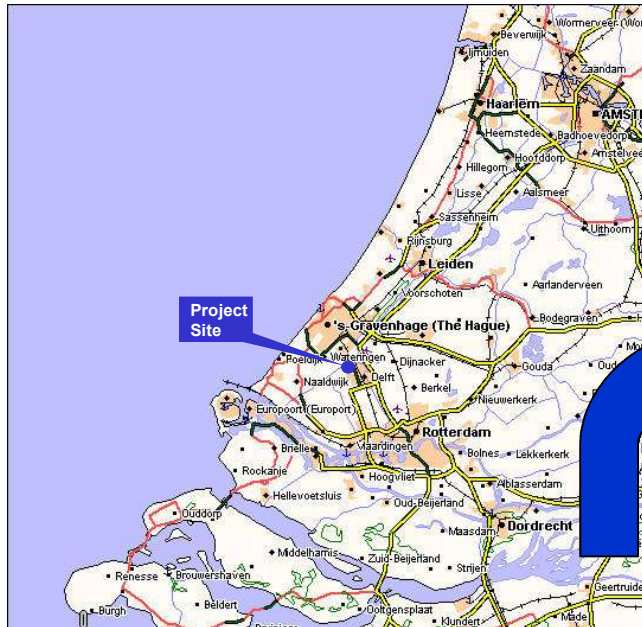 Wormerveer (Wor
Beverwijk
Ijmuiden
Zaandam
Haarlem
AMST
Heemstede
Badhoevedorp
Hoofddorp
Amstelvee
Hillegom
Lisse
Aalsmeer
Sassenheim
Uithoorn
Rijnsburg
Leiden
Aarlanderveen
Voorschoten
Project
Site
Bodegraven
's-Gravenhage (The Hague)
Poeldijk
Wateringen
Dijnacker
Gouda
Oud
Naaldwijk
Delft
Berkel
Nieuwerkerk
Europoort (Europort)
Rotterdam
Vlaardingen
Brielle
Bolnes
Lekkerkerk
Rockanje
Hoogvliet
Alblasserdam
Hellevoetsluis
Oud-Beijerland
Ouddorp
Maasdam
Dordrecht
Middelharnis
Zuid-Beijerland
Renesse
Brouwershaven
Strijen
Geertruide
Burgh
Beldert
Ooltgensplaat
Klundert
Made